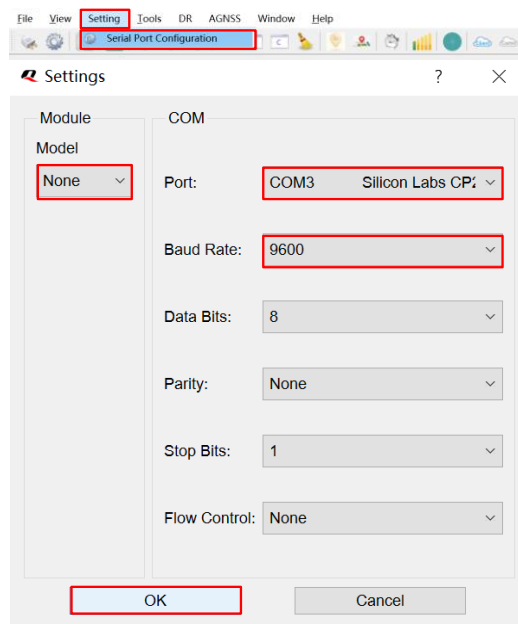 File View Setting Tools DR AGNSS Window Help
Serial Port Configuration
Settings ? ×
Module
Model
None
COM
Port: COM3 Silicon Labs CP2
Baud Rate: 9600
Data Bits: 8
Parity: None
Stop Bits: 1
Flow Control: None
OK Cancel